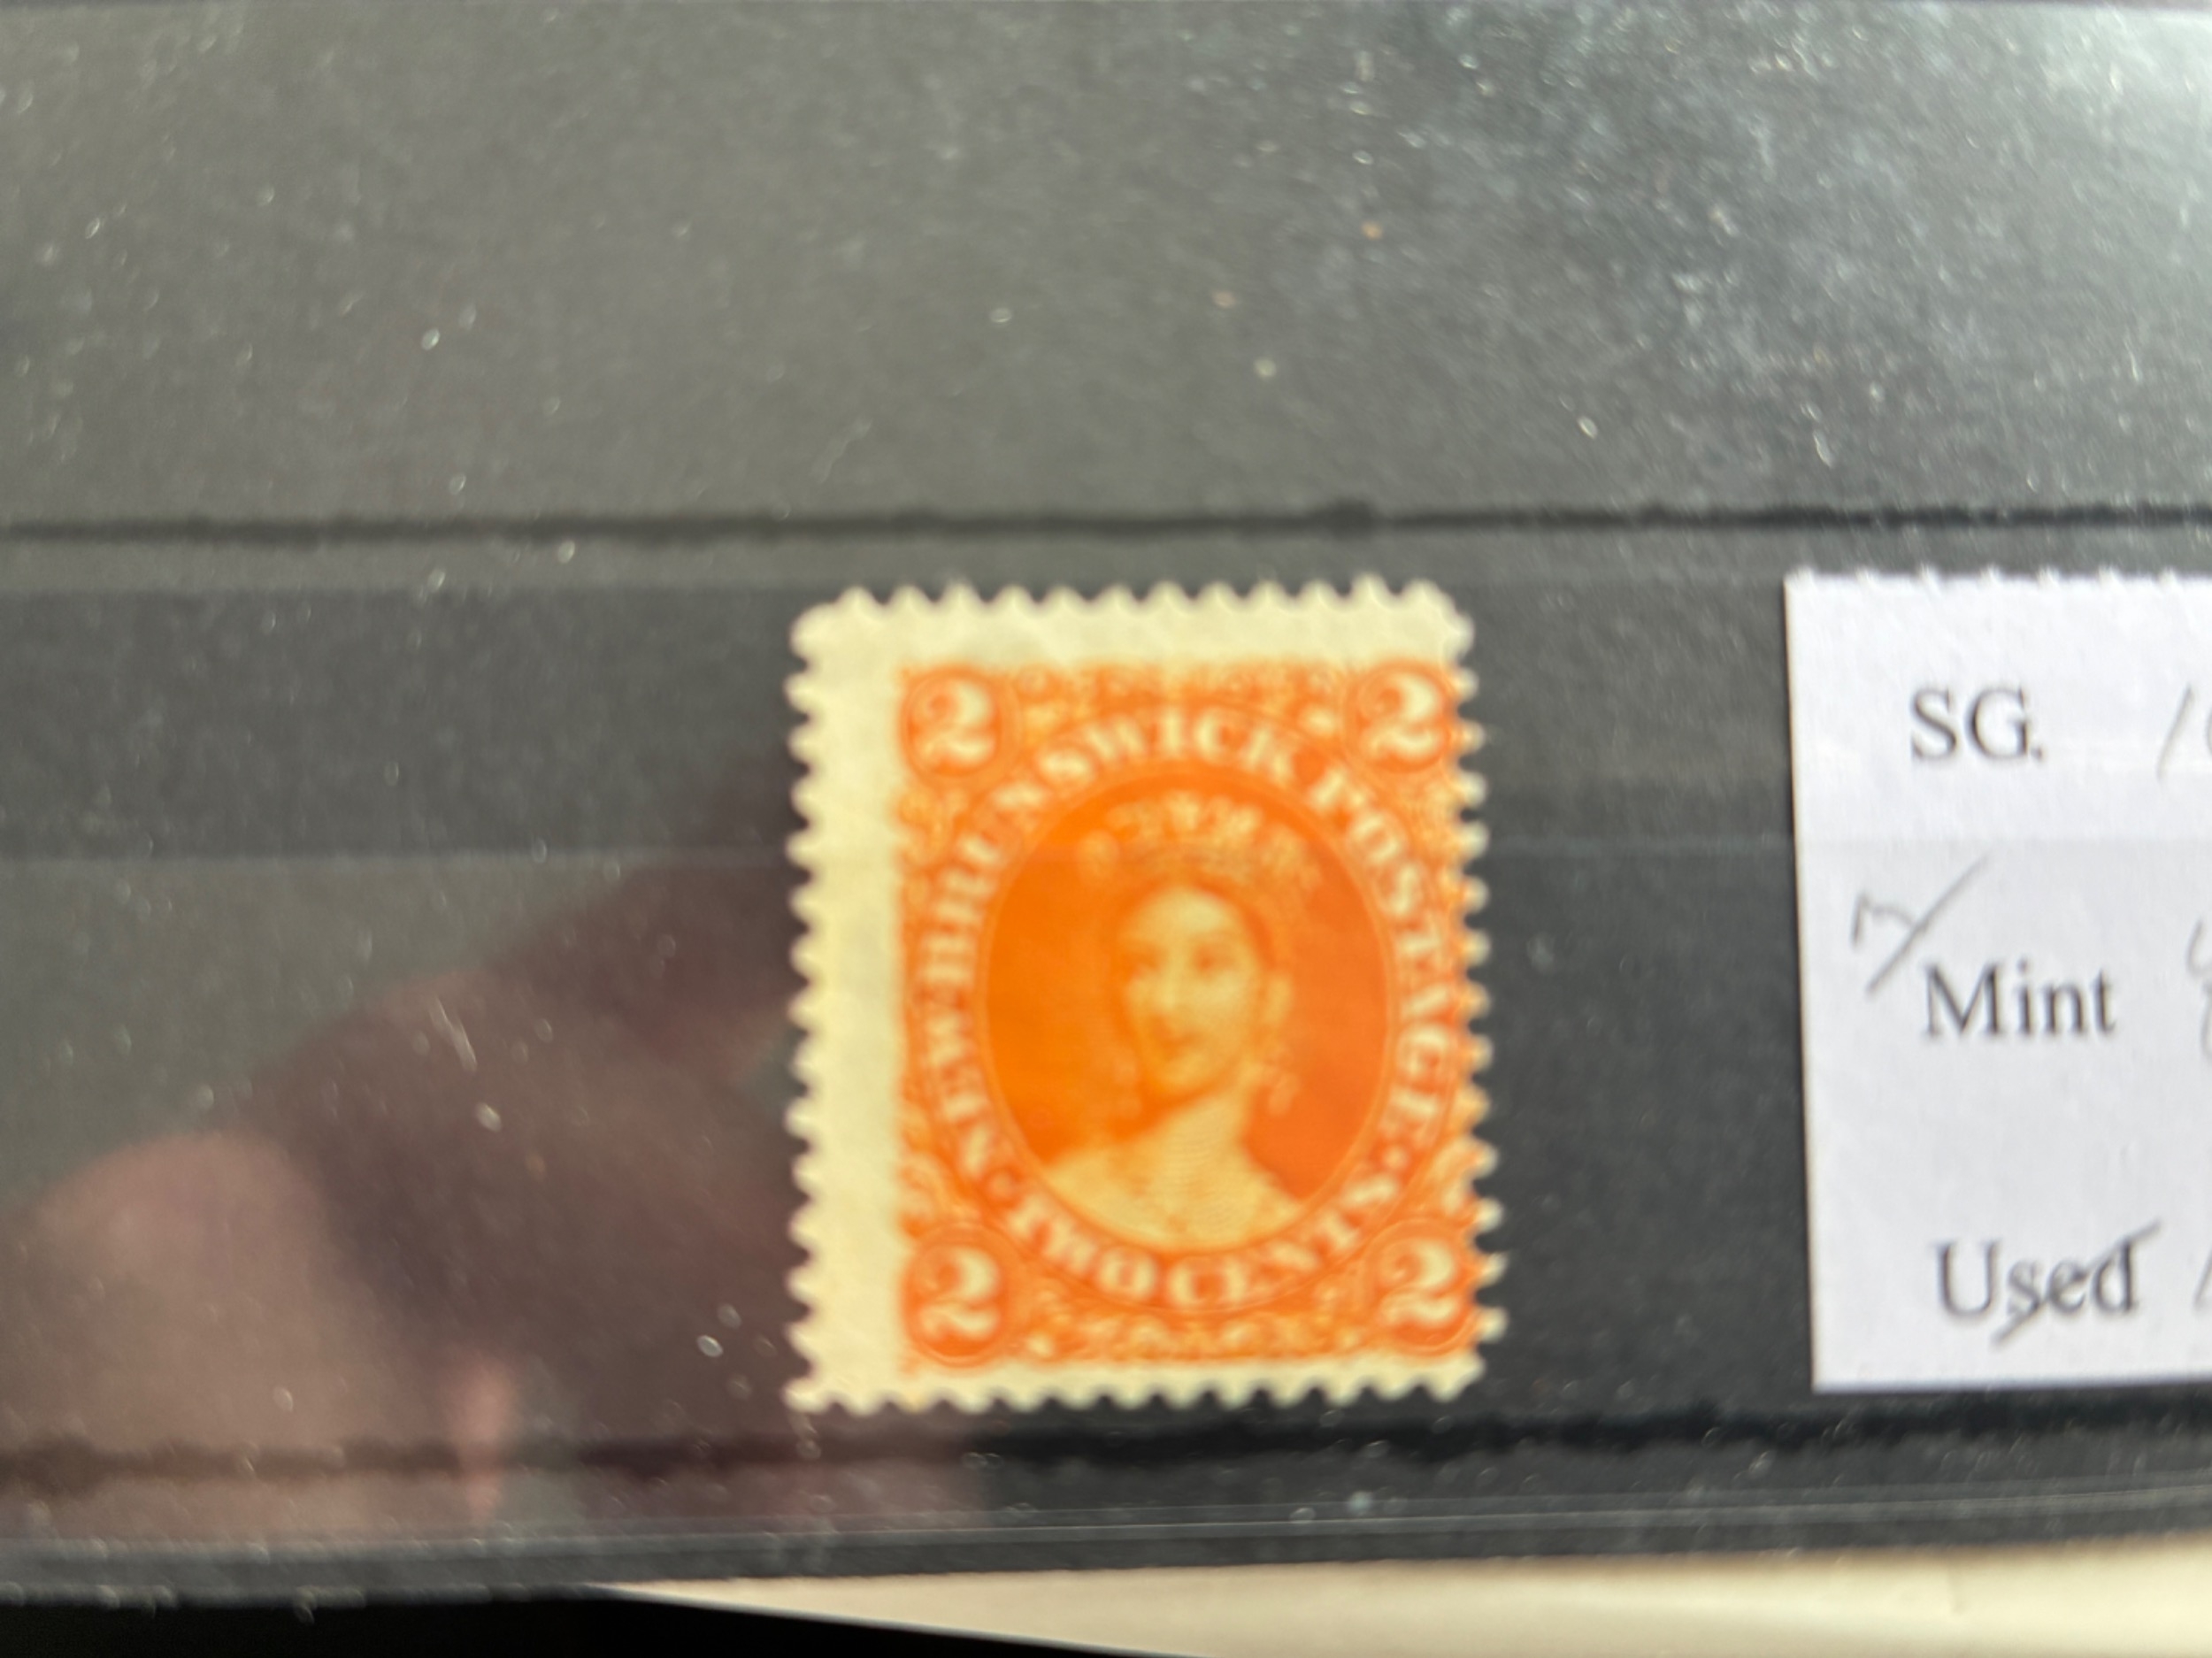 2 2
NEW BRUNSWICK POSTAGE
TWO CENTS
2 2
SG.
Mint
Used